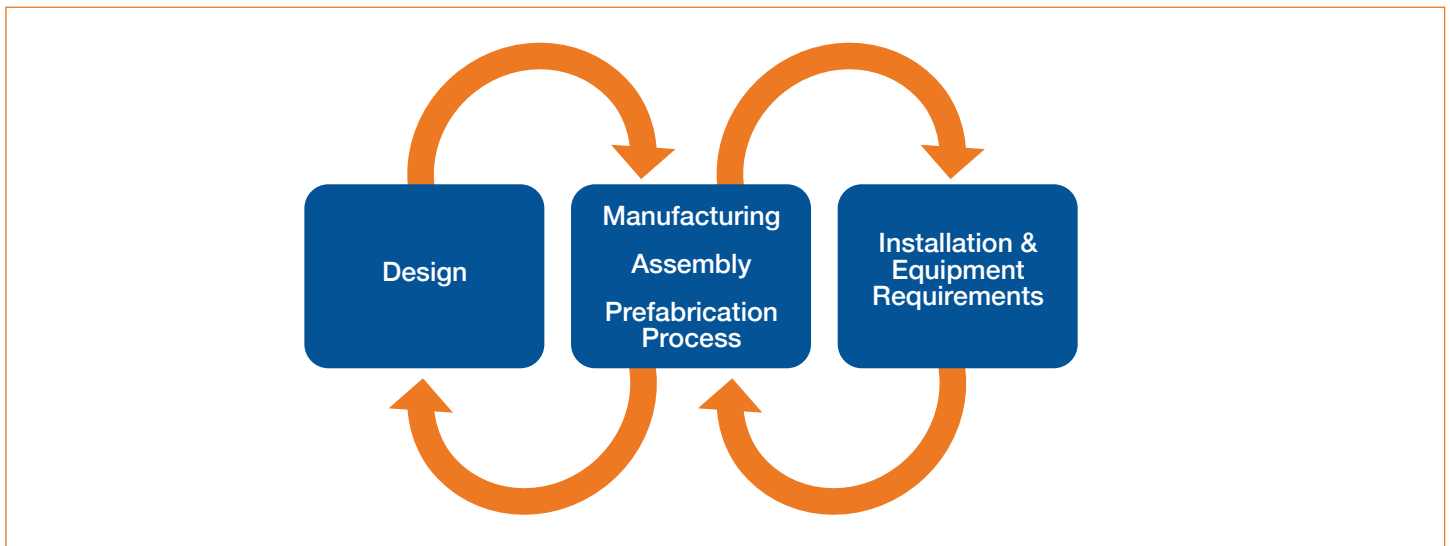 Design
Manufacturing
Assembly
Prefabrication
Process
Installation &
Equipment
Requirements